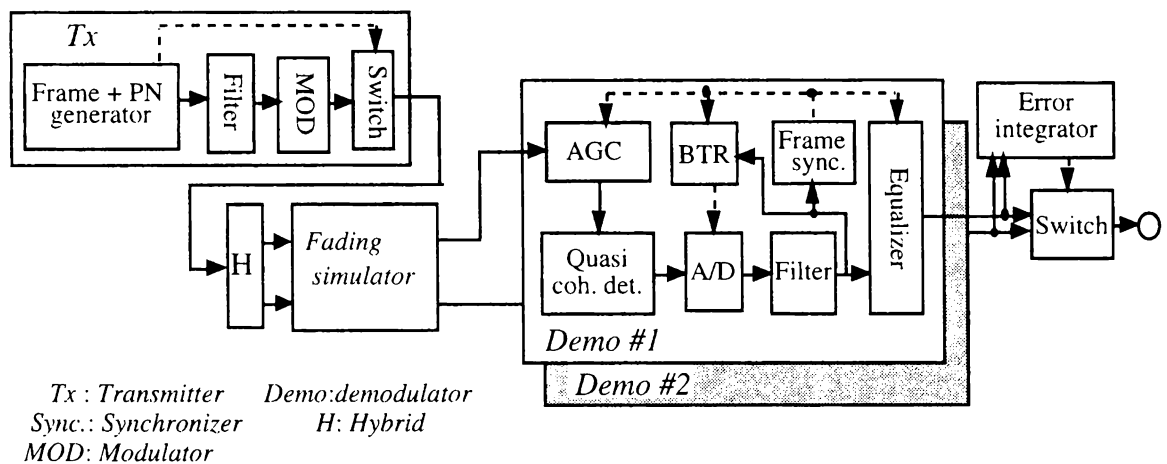 Tx
Frame + PN
generator
Filter
MOD
Switch
H
Fading
simulator
AGC
BTR
Frame
sync.
Equalizer
Quasi
coh. det.
A/D
Filter
Demo #1
Demo #2
Error
integrator
Switch
Tx : Transmitter
Demo:demodulator
Sync.: Synchronizer
H: Hybrid
MOD: Modulator